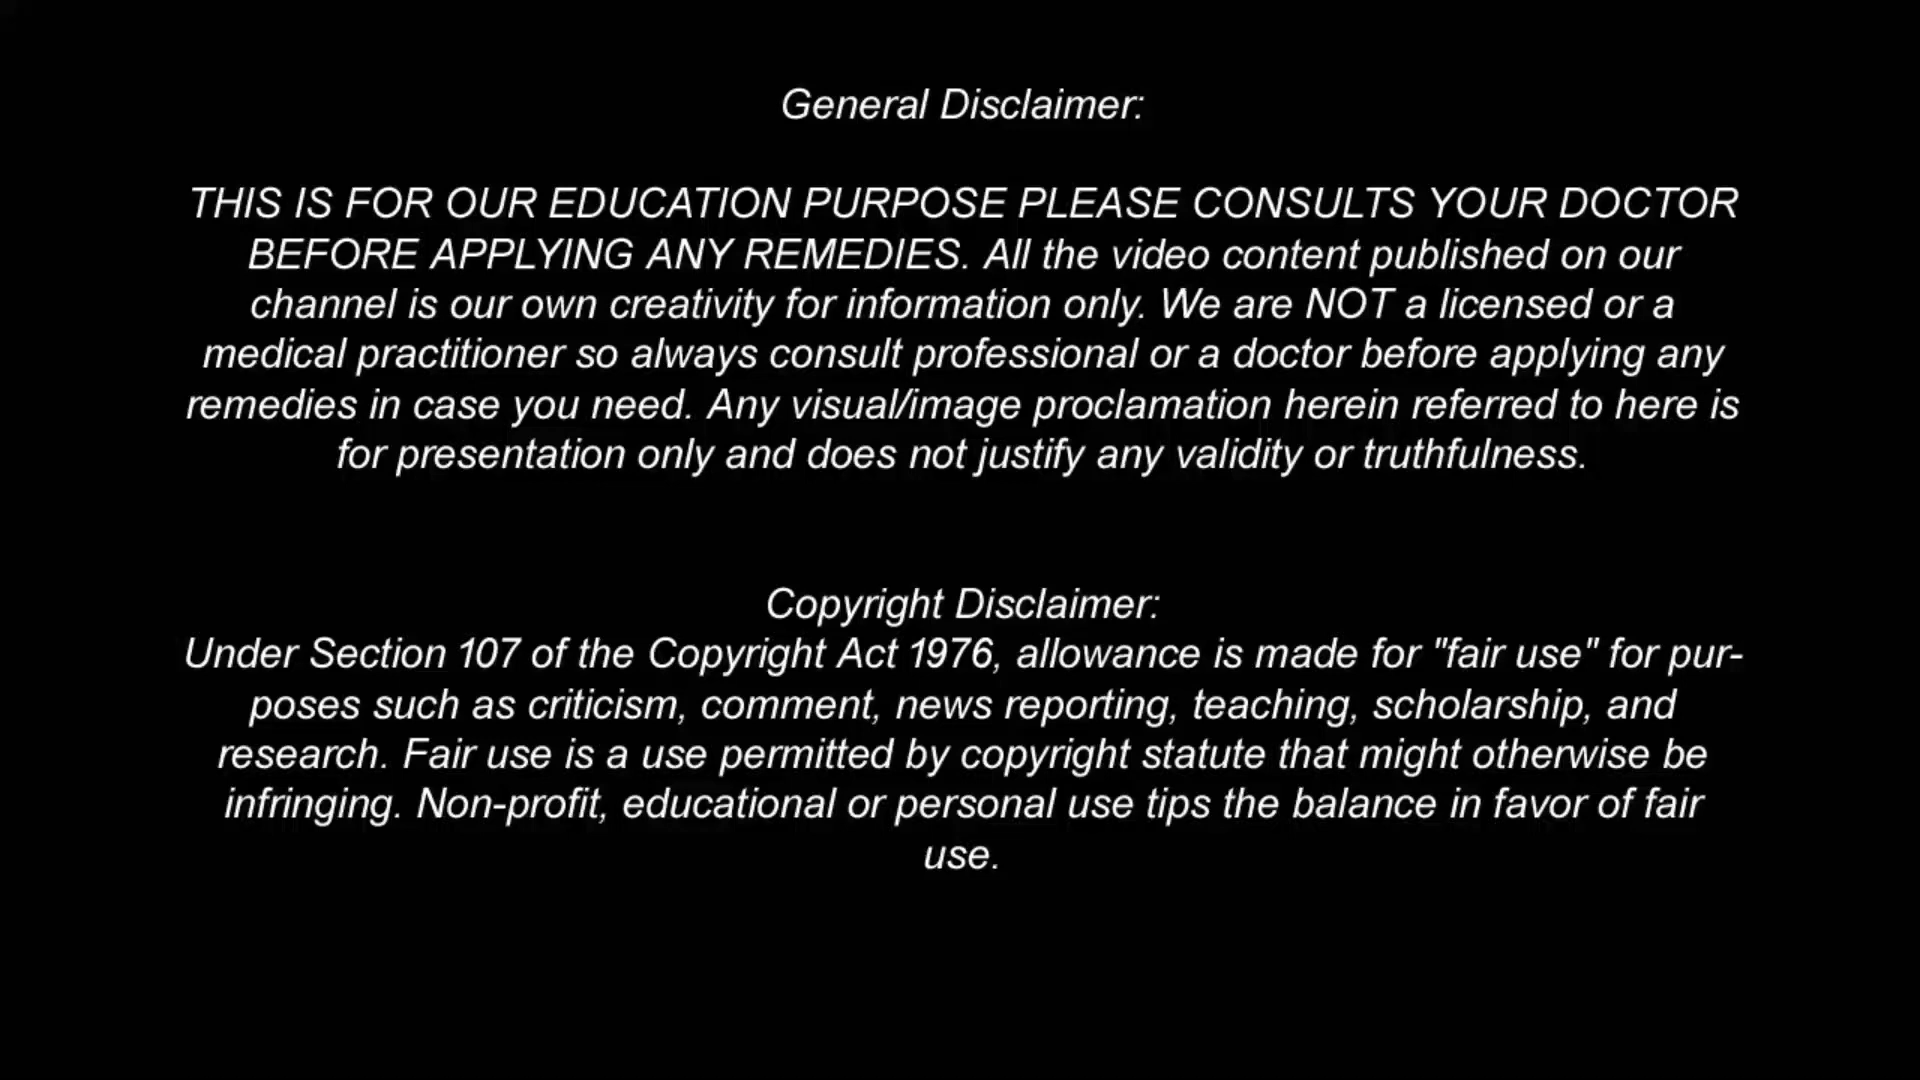 General Disclaimer:
THIS IS FOR OUR EDUCATION PURPOSE PLEASE CONSULTS YOUR DOCTOR
BEFORE APPLYING ANY REMEDIES. All the video content published on our
channel is our own creativity for information only. We are NOT a licensed or a
medical practitioner so always consult professional or a doctor before applying any
remedies in case you need. Any visual/image proclamation herein referred to here is
for presentation only and does not justify any validity or truthfulness.
Copyright Disclaimer:
Under Section 107 of the Copyright Act 1976, allowance is made for "fair use" for pur-
poses such as criticism, comment, news reporting, teaching, scholarship, and
research. Fair use is a use permitted by copyright statute that might otherwise be
infringing. Non-profit, educational or personal use tips the balance in favor of fair
use.